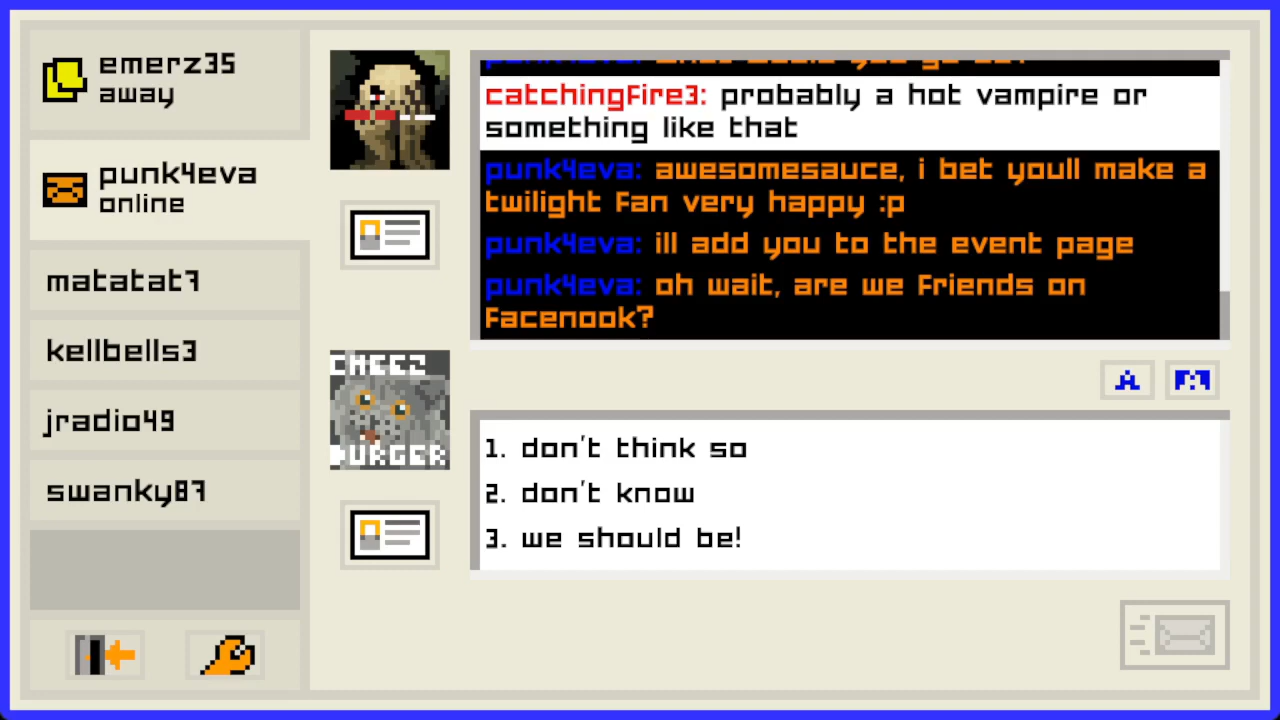 emerz35
away
punk4eva
online
matatat7
kellbells3
jradio49
swanky87
catchingFire3: probably a hot vampire or
something like that
punk4eva: awesomesauce, i bet youll make a
twilight Fan very happy :p
punk4eva: ill add you to the event page
punk4eva: oh wait, are we Friends on
Facenook?
CHEEZ
BURGER
A
1. don't think so
2. don't know
3. we should be!